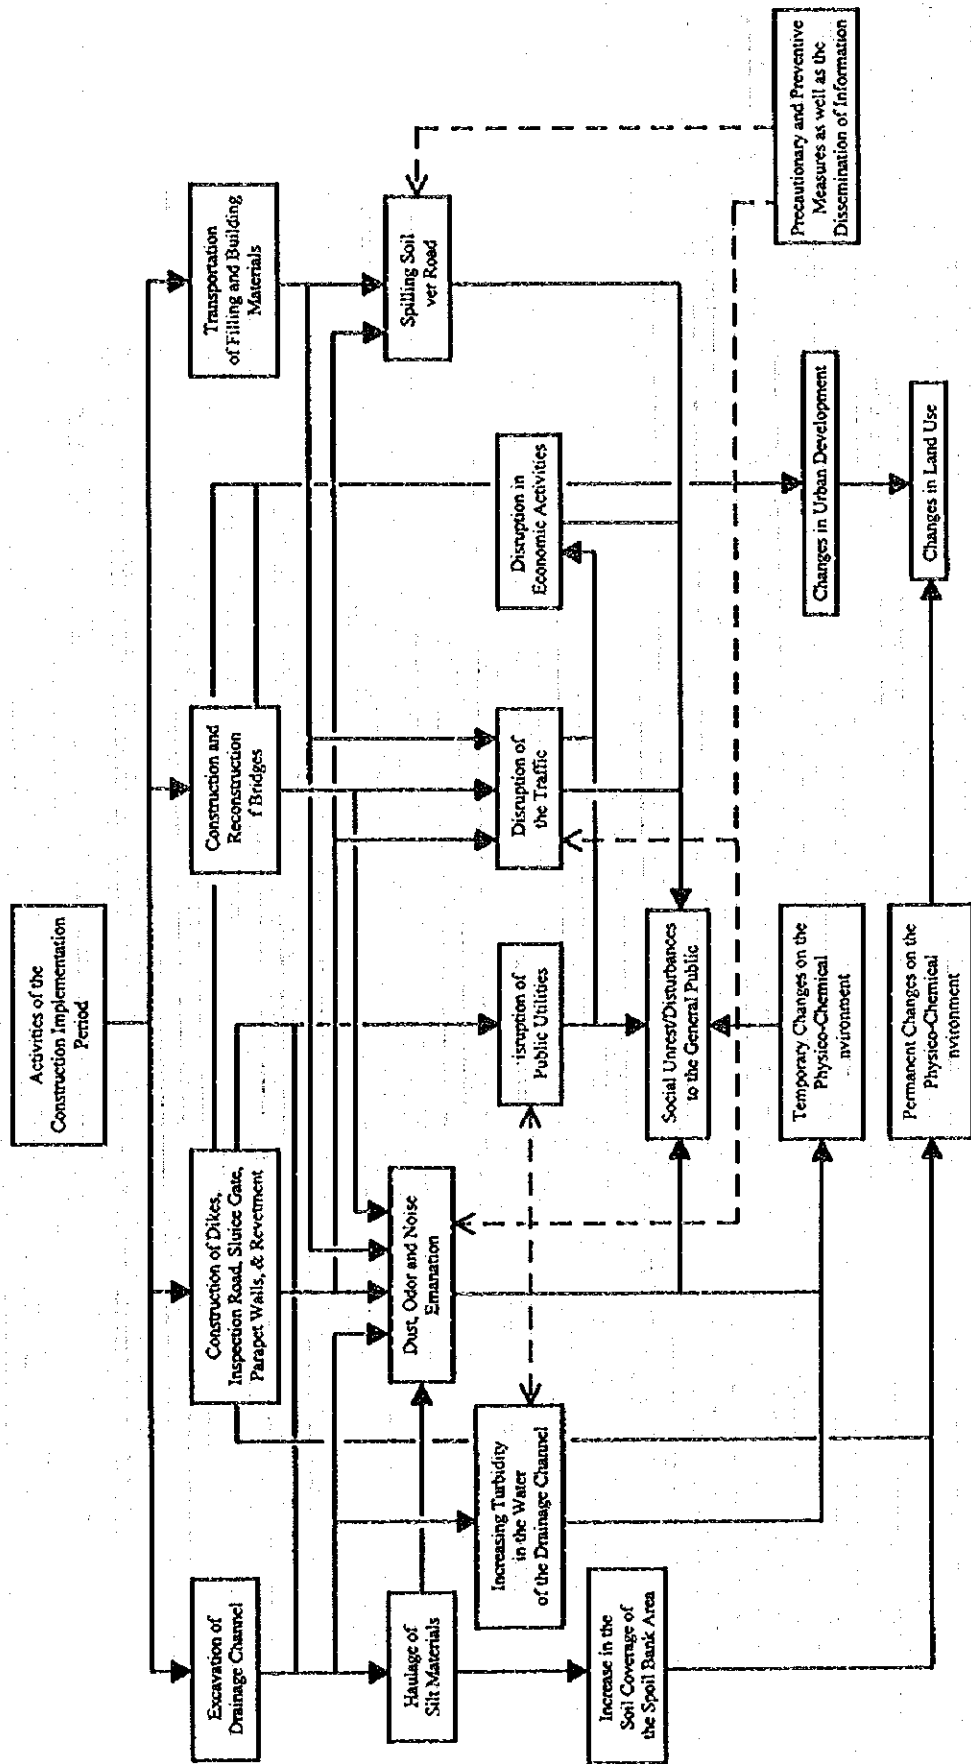 Activities of the
Construction Implementation
Period
Excavation of
Drainage Channel
Construction of Dikes,
Inspection Road, Sluice Gate,
Parapet Walls, & Revetment
Construction and
Reconstruction
f Bridges
Transportation
of Filling and Building
Materials
Haulage of
Silt Materials
Dust, Odor and Noise
Emanation
Spilling Soil
ver Road
Increasing Turbidity
in the Water
of the Drainage Channel
isruption of
Public Utilities
Disruption of
the Traffic
Disruption in
Economic Activities
Increase in the
Soil Coverage of
the Spoil Bank Area
Social Unrest/Disturbances
to the General Public
Precautionary and Preventive
Measures as well as the
Dissemination of Information
Temporary Changes on the
Physico-Chemical
nvironment
Changes in Urban Development
Permanent Changes on the
Physico-Chemical
nvironment
Changes in Land Use